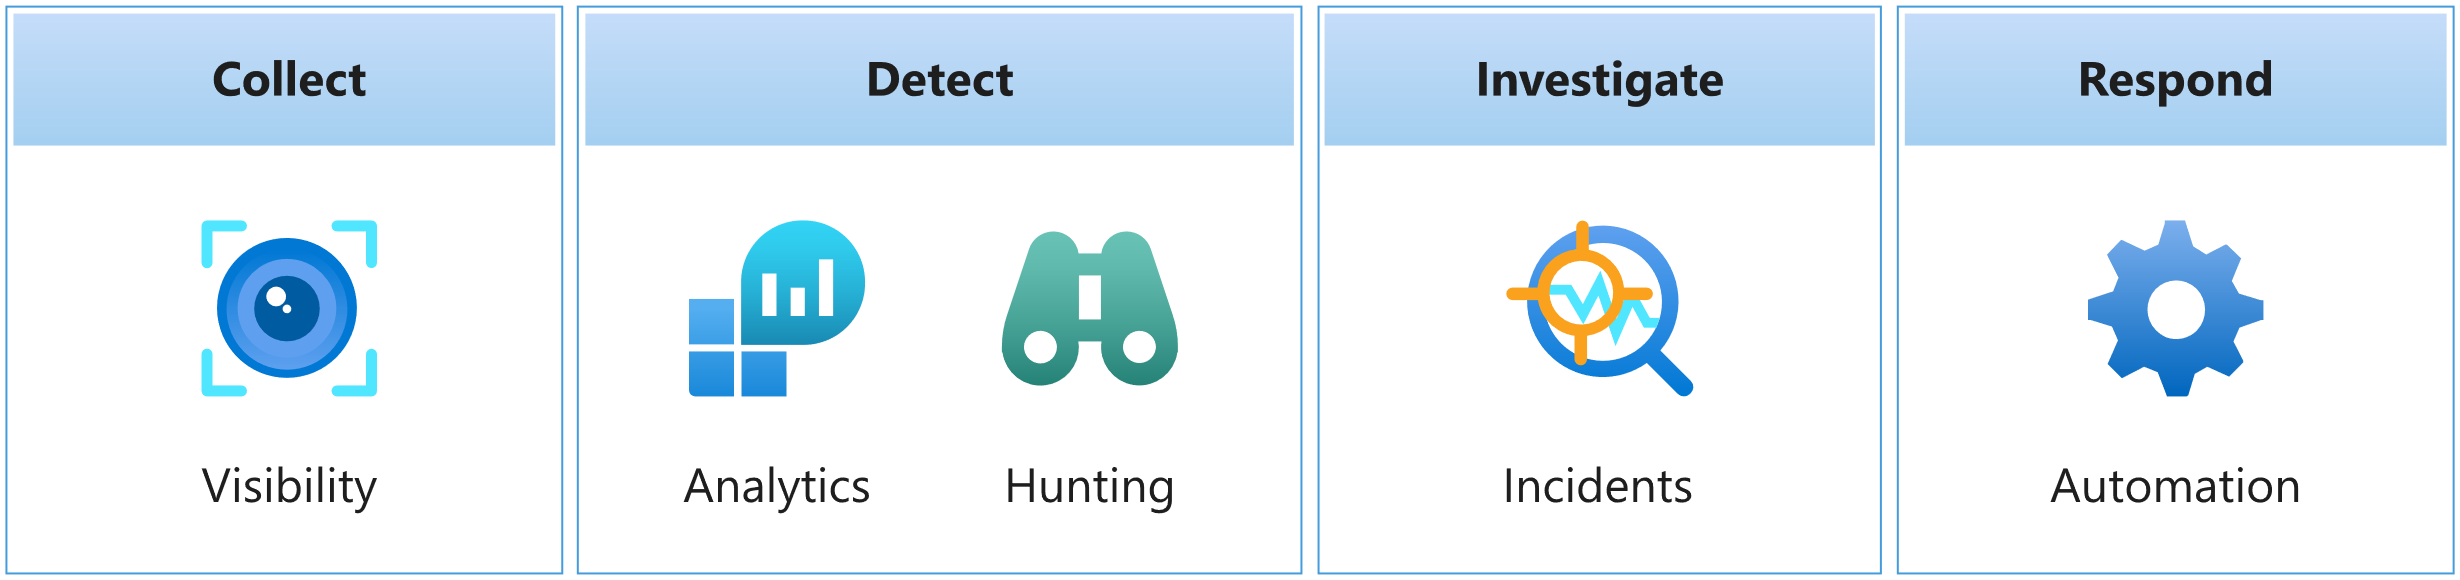 Collect
Visibility
Detect
Analytics Hunting
Investigate
Incidents
Respond
Automation